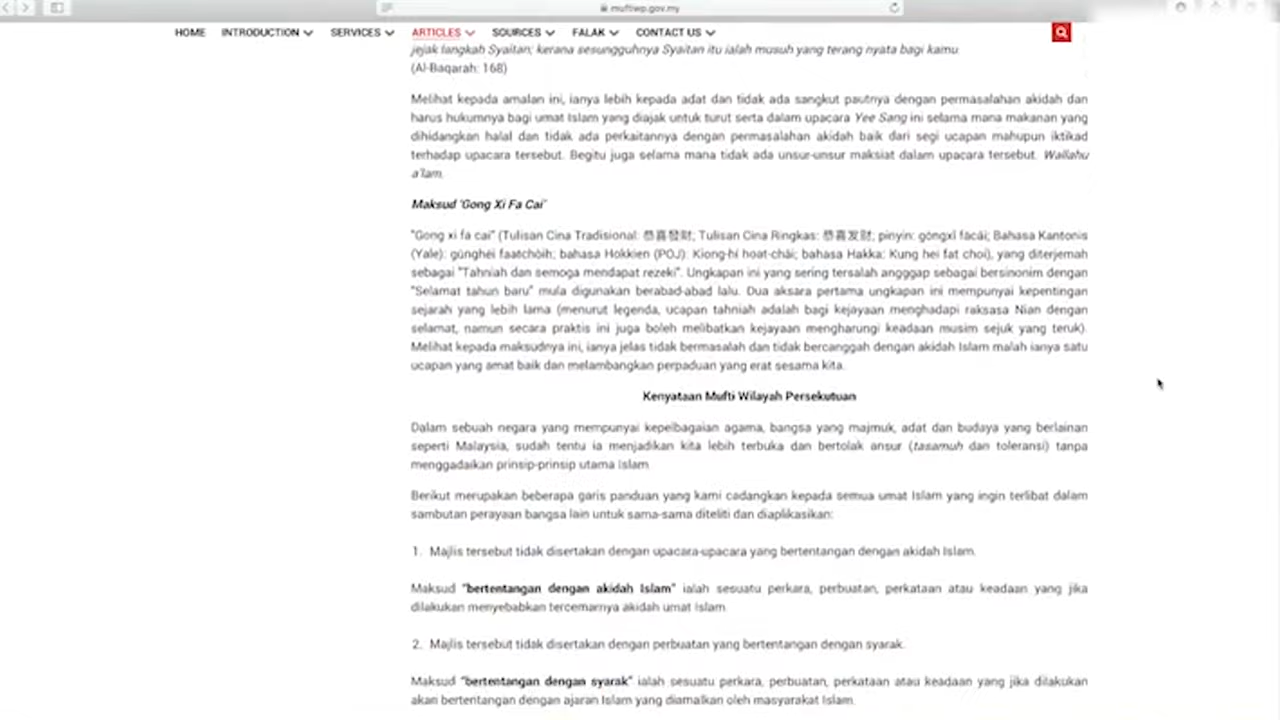 muftiwp.gov.my
HOME INTRODUCTION SERVICES ARTICLES SOURCES FALAK CONTACT US
jejak langkah Syaitan; kerana sesungguhnya Syaitan itu ialah musuh yang terang nyata bagi kamu.
(Al-Baqarah: 168)
Melihat kepada amalan ini, ianya lebih kepada adat dan tidak ada sangkut pautnya dengan permasalahan akidah dan
harus hukumnya bagi umat Islam yang diajak untuk turut serta dalam upacara Yee Sang ini selama mana makanan yang
dihidangkan halal dan tidak ada perkaitannya dengan permasalahan akidah baik dari segi ucapan mahupun iktikad
terhadap upacara tersebut. Begitu juga selama mana tidak ada unsur-unsur maksiat dalam upacara tersebut. Wallahu
a'lam.
Maksud 'Gong Xi Fa Cai'
"Gong xi fa cai" (Tulisan Cina Tradisional: 恭喜發財; Tulisan Cina Ringkas: 恭喜发财; pinyin: gōngxǐ fācái; Bahasa Kantonis
(Yale): gūnghéi faatchòih; bahasa Hokkien (POJ): Kiong-hí hoat-châi; bahasa Hakka: Kung hei fat choi), yang diterjemah
sebagai "Tahniah dan semoga mendapat rezeki". Ungkapan ini yang sering tersalah angggap sebagai bersinonim dengan
"Selamat tahun baru" mula digunakan berabad-abad lalu. Dua aksara pertama ungkapan ini mempunyai kepentingan
sejarah yang lebih lama (menurut legenda, ucapan tahniah adalah bagi kejayaan menghadapi raksasa Nian dengan
selamat, namun secara praktis ini juga boleh melibatkan kejayaan mengharungi keadaan musim sejuk yang teruk).
Melihat kepada maksudnya ini, ianya jelas tidak bermasalah dan tidak bercanggah dengan akidah Islam malah ianya satu
ucapan yang amat baik dan melambangkan perpaduan yang erat sesama kita.
Kenyataan Mufti Wilayah Persekutuan
Dalam sebuah negara yang mempunyai kepelbagaian agama, bangsa yang majmuk, adat dan budaya yang berlainan
seperti Malaysia, sudah tentu ia menjadikan kita lebih terbuka dan bertolak ansur (tasamuh dan toleransi) tanpa
menggadaikan prinsip-prinsip utama Islam
Berikut merupakan beberapa garis panduan yang kami cadangkan kepada semua umat Islam yang ingin terlibat dalam
sambutan perayaan bangsa lain untuk sama-sama diteliti dan diaplikasikan:
1. Majlis tersebut tidak disertakan dengan upacara-upacara yang bertentangan dengan akidah Islam.
Maksud "bertentangan dengan akidah Islam" ialah sesuatu perkara, perbuatan, perkataan atau keadaan yang jika
dilakukan menyebabkan tercemarnya akidah umat Islam
2. Majlis tersebut tidak disertakan dengan perbuatan yang bertentangan dengan syarak.
Maksud "bertentangan dengan syarak" ialah sesuatu perkara, perbuatan, perkataan atau keadaan yang jika dilakukan
akan bertentangan dengan ajaran Islam yang diamalkan oleh masyarakat Islam.